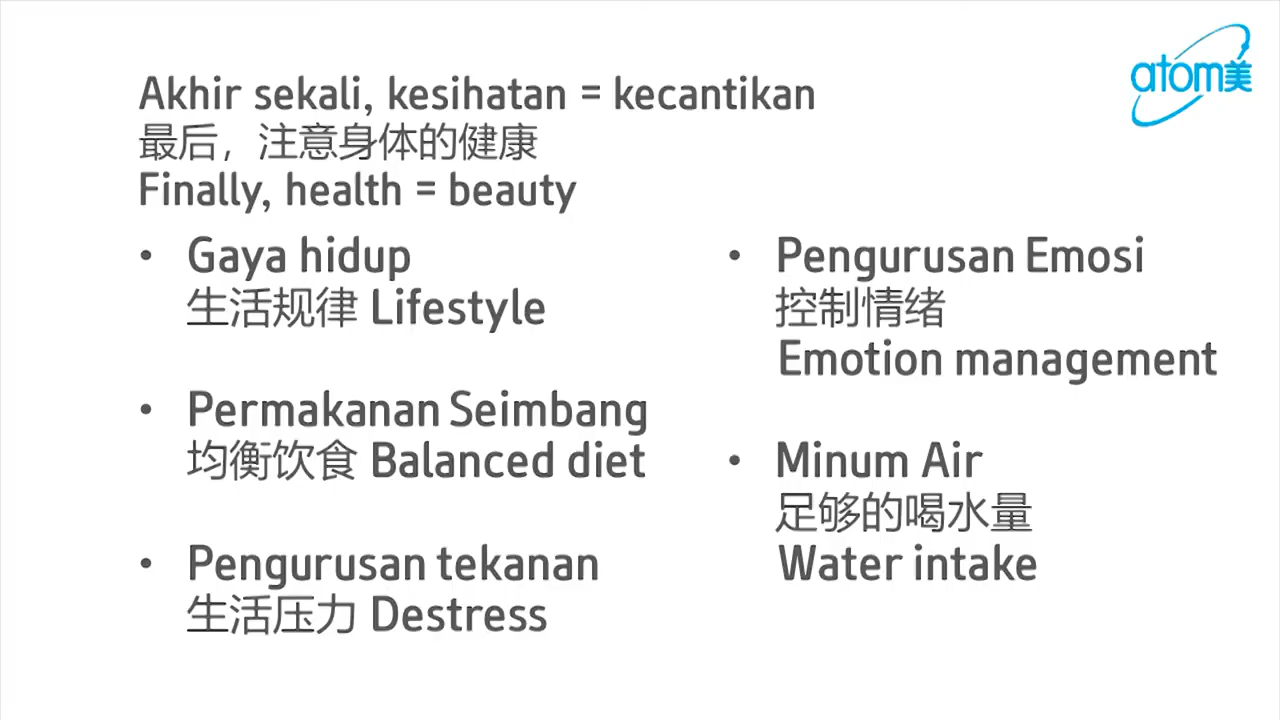 atom美
Akhir sekali, kesihatan = kecantikan
最后，注意身体的健康
Finally, health = beauty
• Gaya hidup
生活规律 Lifestyle
• Permakanan Seimbang
均衡饮食 Balanced diet
• Pengurusan tekanan
生活压力 Destress
• Pengurusan Emosi
控制情绪
Emotion management
• Minum Air
足够的喝水量
Water intake